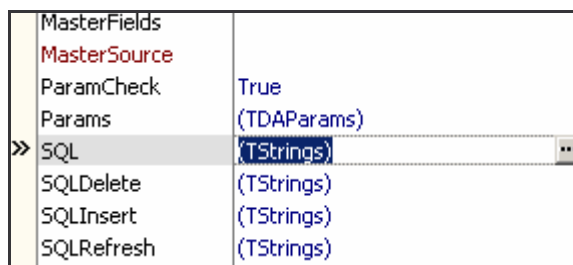 MasterFields
MasterSource
ParamCheck True
Params (TDAParams)
» SQL (TStrings) ..
SQLDelete (TStrings)
SQLInsert (TStrings)
SQLRefresh (TStrings)